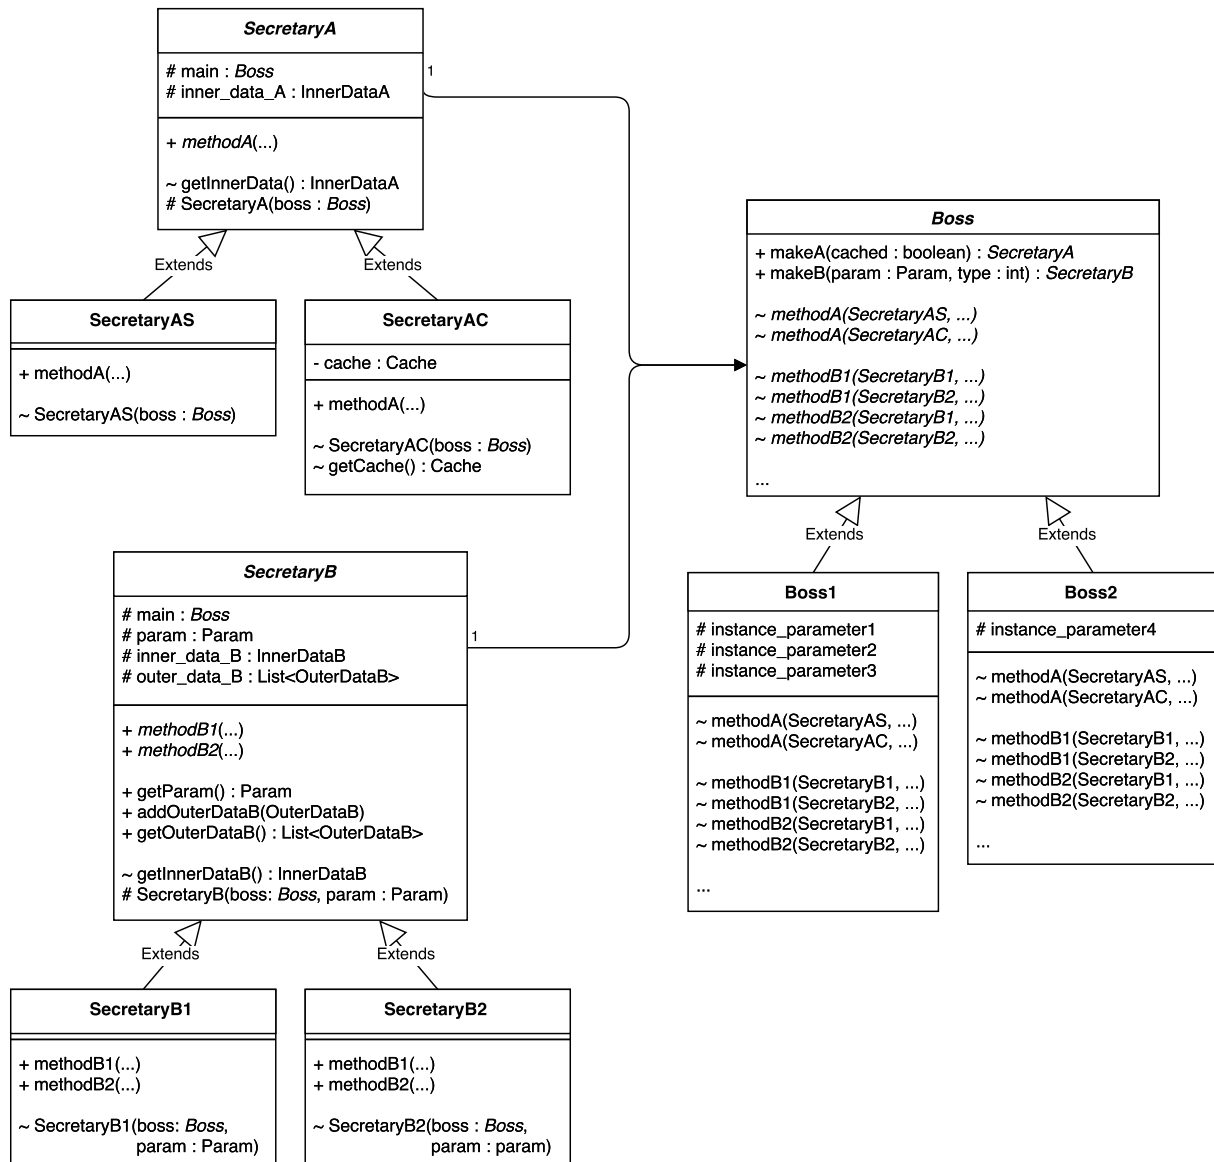 SecretaryA
# main : Boss
# inner_data_A : InnerDataA
+ methodA(...)
~ getInnerData() : InnerDataA
# SecretaryA(boss : Boss)
1
Extends
Extends
SecretaryAS
+ methodA(...)
~ SecretaryAS(boss : Boss)
SecretaryAC
- cache : Cache
+ methodA(...)
~ SecretaryAC(boss : Boss)
~ getCache() : Cache
Boss
+ makeA(cached : boolean) : SecretaryA
+ makeB(param : Param, type : int) : SecretaryB
~ methodA(SecretaryAS, ...)
~ methodA(SecretaryAC, ...)
~ methodB1(SecretaryB1, ...)
~ methodB1(SecretaryB2, ...)
~ methodB2(SecretaryB1, ...)
~ methodB2(SecretaryB2, ...)
...
Extends
Extends
Boss1
# instance_parameter1
# instance_parameter2
# instance_parameter3
~ methodA(SecretaryAS, ...)
~ methodA(SecretaryAC, ...)
~ methodB1(SecretaryB1, ...)
~ methodB1(SecretaryB2, ...)
~ methodB2(SecretaryB1, ...)
~ methodB2(SecretaryB2, ...)
...
Boss2
# instance_parameter4
~ methodA(SecretaryAS, ...)
~ methodA(SecretaryAC, ...)
~ methodB1(SecretaryB1, ...)
~ methodB1(SecretaryB2, ...)
~ methodB2(SecretaryB1, ...)
~ methodB2(SecretaryB2, ...)
...
SecretaryB
# main : Boss
# param : Param
# inner_data_B : InnerDataB
# outer_data_B : List<OuterDataB>
+ methodB1(...)
+ methodB2(...)
+ getParam() : Param
+ addOuterDataB(OuterDataB)
+ getOuterDataB() : List<OuterDataB>
~ getInnerDataB() : InnerDataB
# SecretaryB(boss: Boss, param : Param)
1
Extends
Extends
SecretaryB1
+ methodB1(...)
+ methodB2(...)
~ SecretaryB1(boss: Boss,
param : Param)
SecretaryB2
+ methodB1(...)
+ methodB2(...)
~ SecretaryB2(boss : Boss,
param : param)